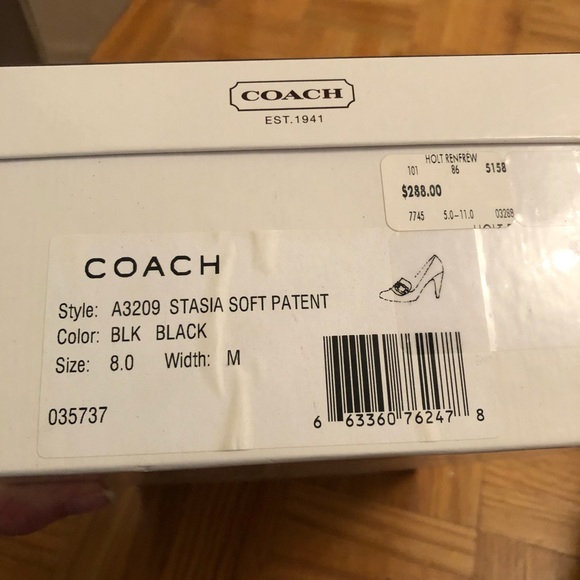 COACH
EST.1941
HOLT RENFREW
101 86 5158
$288.00
7745 5.0-11.0 03288
COACH
Style: A3209 STASIA SOFT PATENT
Color: BLK BLACK
Size: 8.0 Width: M
035737
6 63360 76247 8